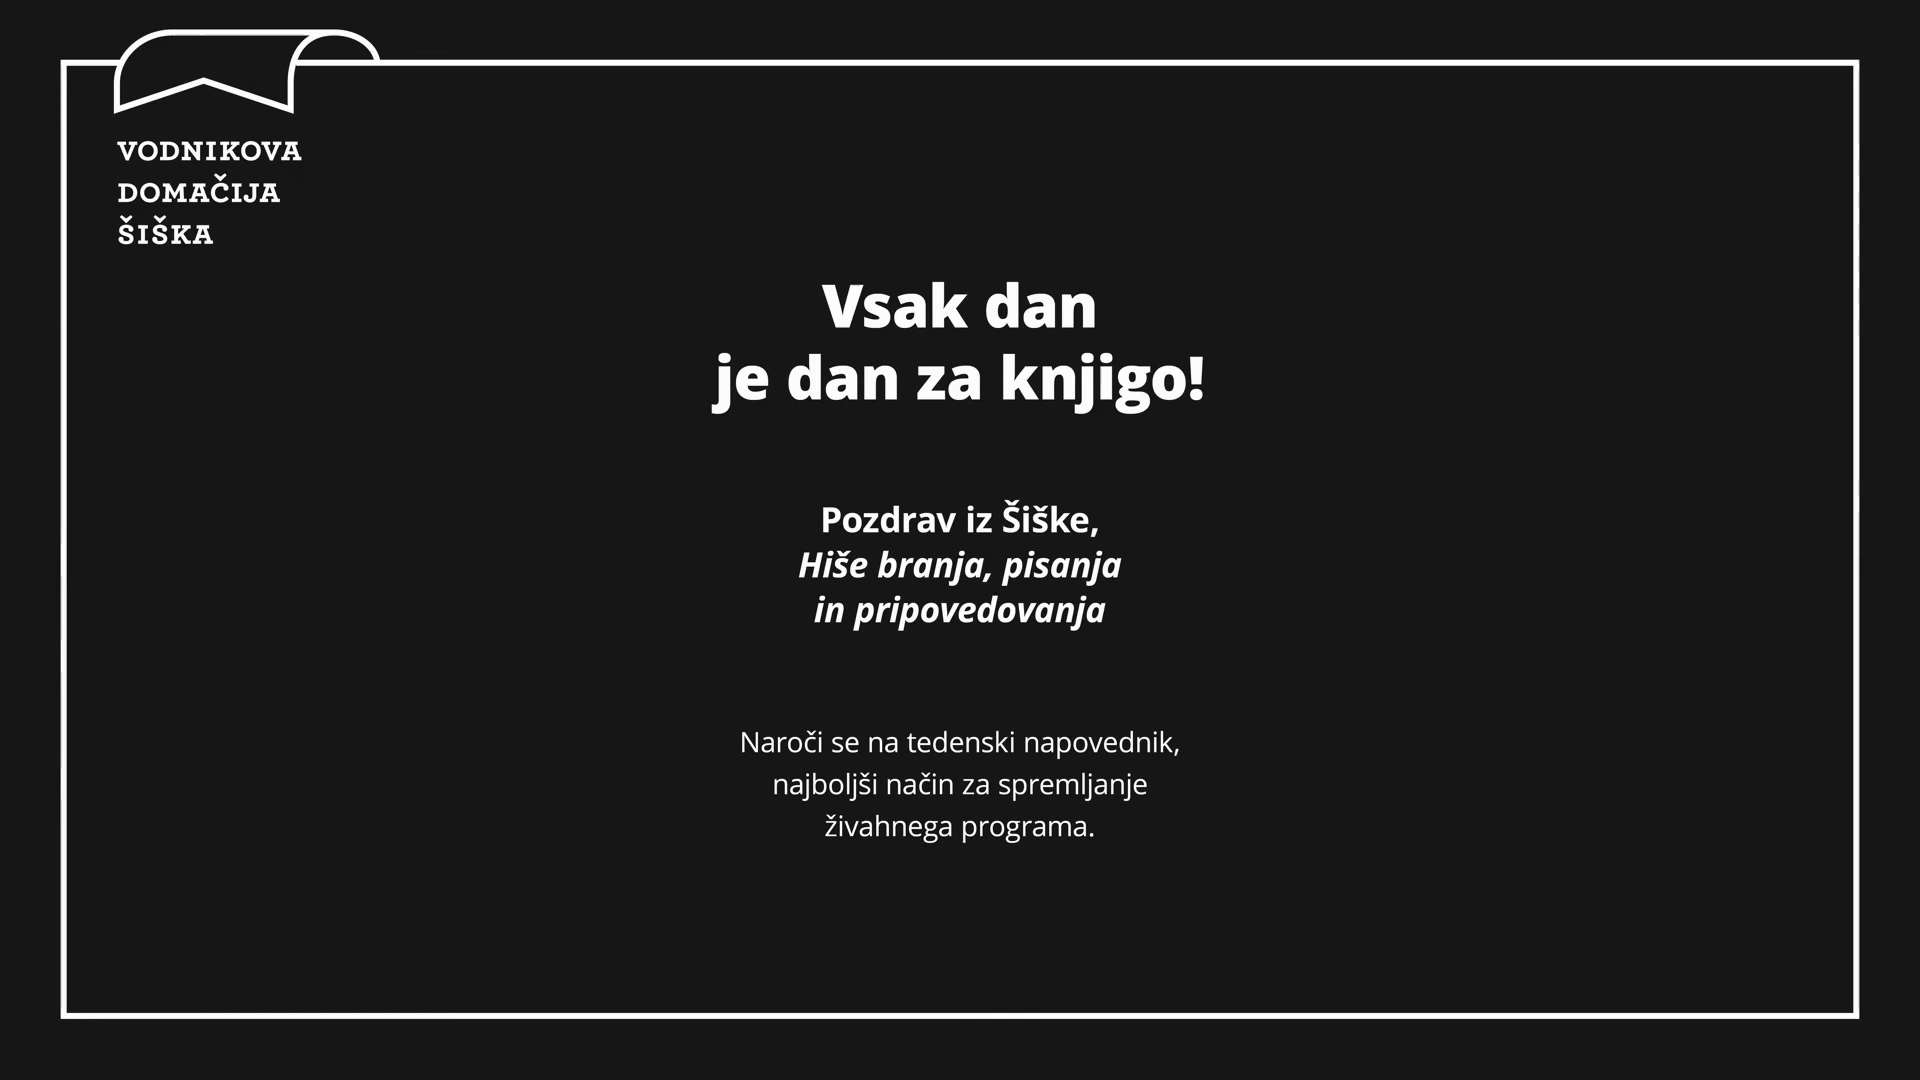 VODNIKOVA
DOMAČIJA
ŠIŠKA
Vsak dan
je dan za knjigo!
Pozdrav iz Šiške,
Hiše branja, pisanja
in pripovedovanja
Naroči se na tedenski napovednik,
najboljši način za spremljanje
živahnega programa.